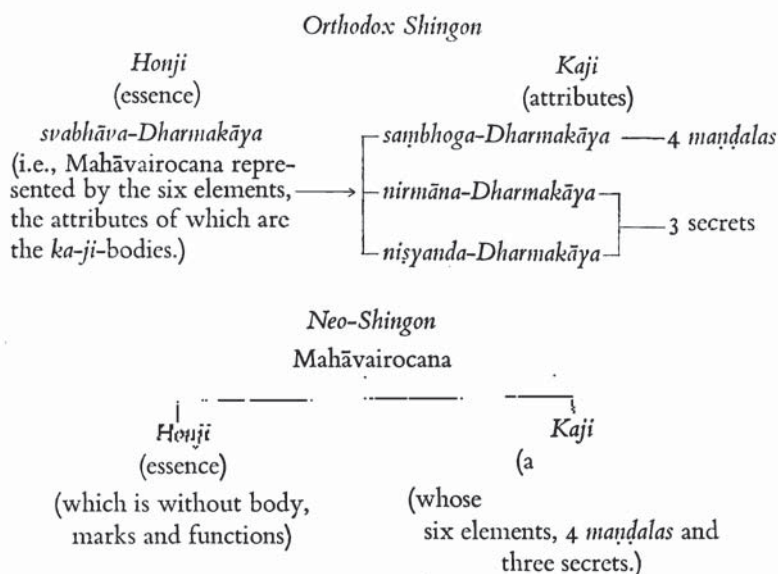 Orthodox Shingon
Honji Kaji
(essence) (attributes)
svabhāva-Dharmakāya saṃbhoga-Dharmakāya 4 maṇḍalas
(i.e., Mahāvairocana repre-
sented by the six elements, nirmāna-Dharmakāya
the attributes of which are 3 secrets
the ka-ji-bodies.) niṣyanda-Dharmakāya
Neo-Shingon
Mahāvairocana
Honji Kaji
(essence) (a
(which is without body, (whose
marks and functions) six elements, 4 maṇḍalas and
three secrets.)